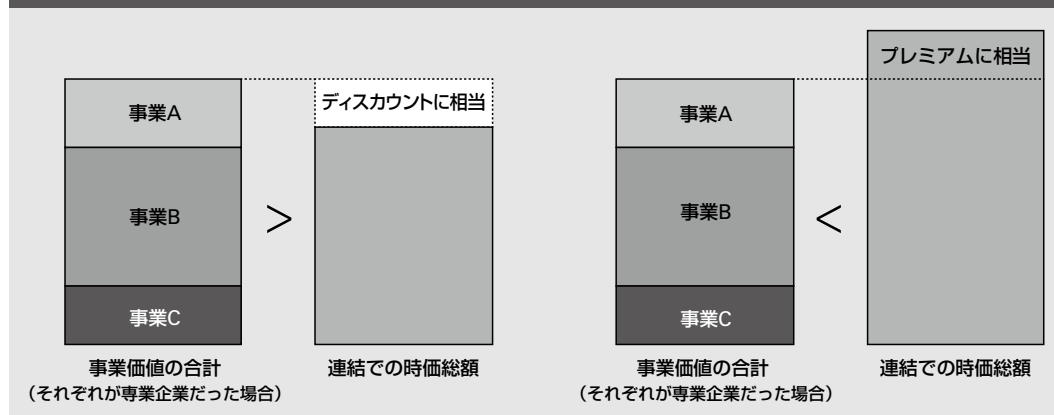 事業A
事業B
事業C
>
ディスカウントに相当
事業価値の合計
(それぞれが専業企業だった場合)
連結での時価総額
事業A
事業B
事業C
<
プレミアムに相当
事業価値の合計
(それぞれが専業企業だった場合)
連結での時価総額